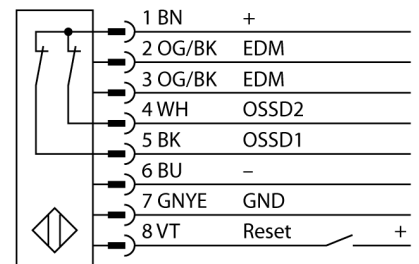 1 BN +
2 OG/BK EDM
3 OG/BK EDM
4 WH OSSD2
5 BK OSSD1
6 BU –
7 GNYE GND
8 VT Reset +